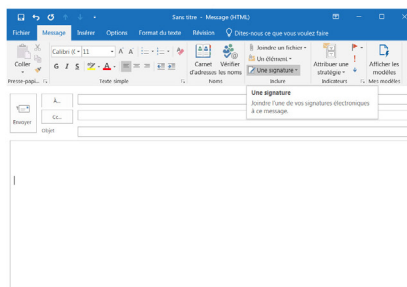 Sans titre - Message (HTML)
Fichier Message Insérer Options Format du texte Révision Dites-nous ce que vous voulez faire
Coller
Calibri (C 11
G I S
Carnet d'adresses
Vérifier les noms
Joindre un fichier
Un élément
Une signature
Attribuer une stratégie
Afficher les modèles
Presse-papi... Texte simple Noms Inclure Indicateurs Mes modèles
Une signature
Joindre l'une de vos signatures électroniques
à ce message.
Envoyer
À...
Cc...
Objet